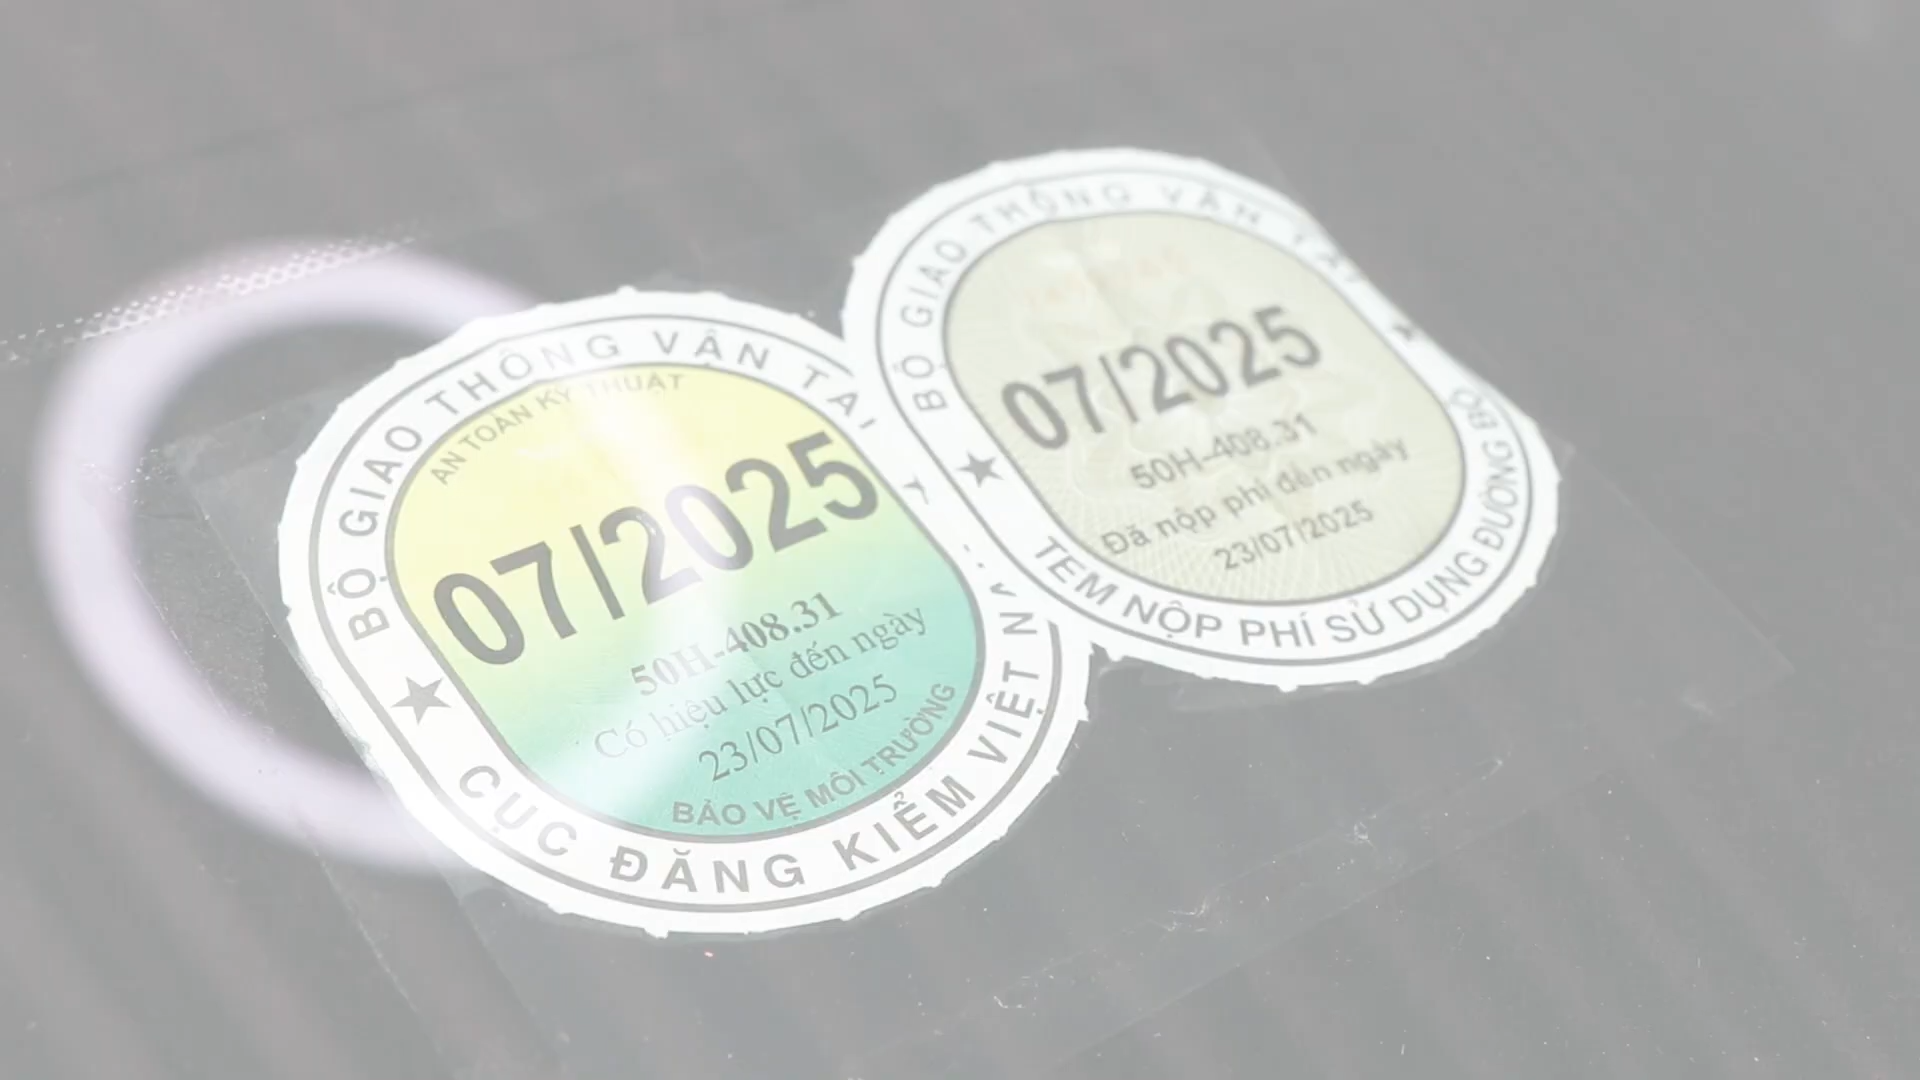 BỘ GIAO THÔNG VẬN TẢI
AN TOÀN KỸ THUẬT
07/2025
50H-408.31
Có hiệu lực đến ngày
23/07/2025
BẢO VỆ MÔI TRƯỜNG
CỤC ĐĂNG KIỂM VIỆT
BỘ GIAO THÔNG VẬN TẢI
07/2025
50H-408.31
Đã nộp phí đến ngày
23/07/2025
TEM NỘP PHÍ SỬ DỤNG ĐƯỜNG BỘ